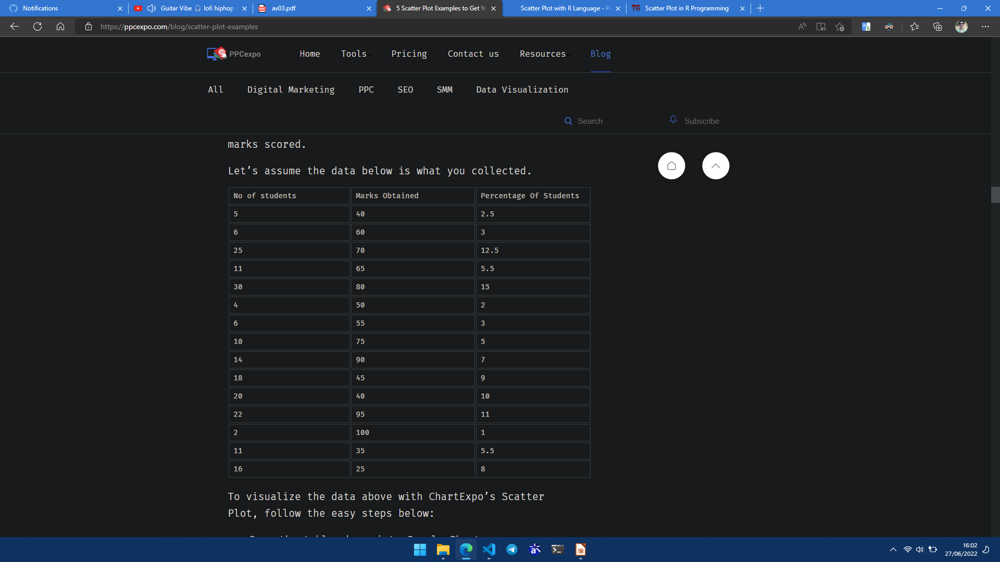 Notifications
Guitar Vibe 🎧 lofi hiphop
av03.pdf
5 Scatter Plot Examples to Get Yo
Scatter Plot with R Language -
Scatter Plot in R Programming
https://ppcexpo.com/blog/scatter-plot-examples
PPCexpo
Home Tools Pricing Contact us Resources Blog
All Digital Marketing PPC SEO SMM Data Visualization
Search Subscribe
marks scored.
Let’s assume the data below is what you collected.
No of students Marks Obtained Percentage Of Students
5 40 2.5
6 60 3
25 70 12.5
11 65 5.5
30 80 15
4 50 2
6 55 3
10 75 5
14 90 7
18 45 9
20 40 10
22 95 11
2 100 1
11 35 5.5
16 25 8
To visualize the data above with ChartExpo’s Scatter
Plot, follow the easy steps below:
16:02
27/06/2022